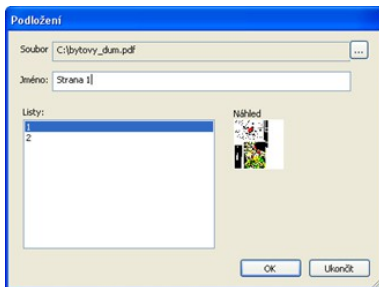 Podložení
Soubor C:\bytovy_dum.pdf ...
Jméno: Strana 1
Listy:
Náhled
1
2
OK Ukončit